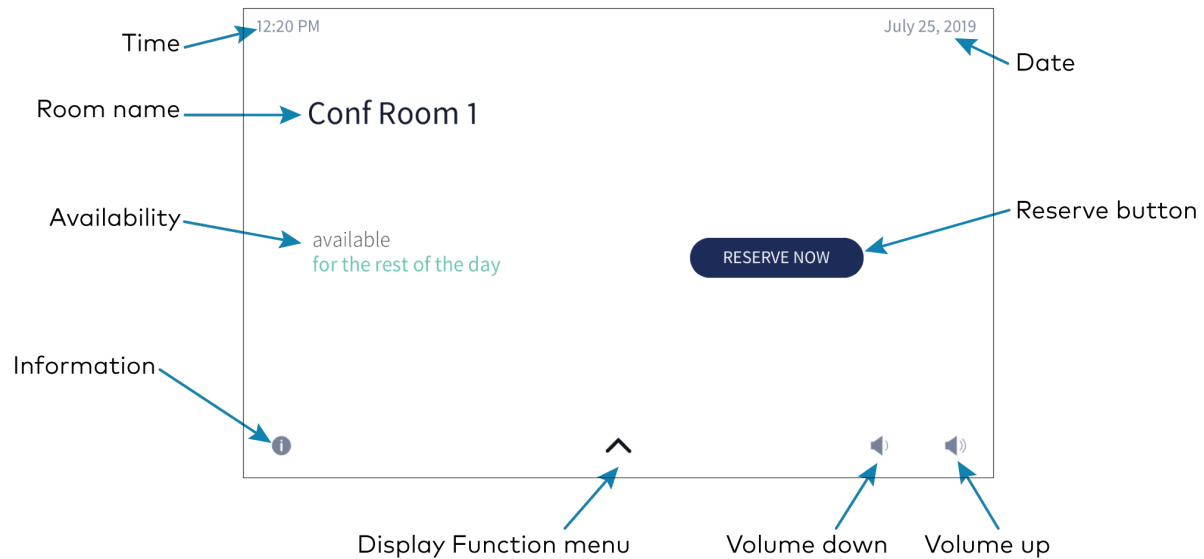 12:20 PM
July 25, 2019
Time
Date
Room name
Conf Room 1
Availability
Reserve button
available
for the rest of the day
RESERVE NOW
Information
i
Display Function menu
Volume down
Volume up